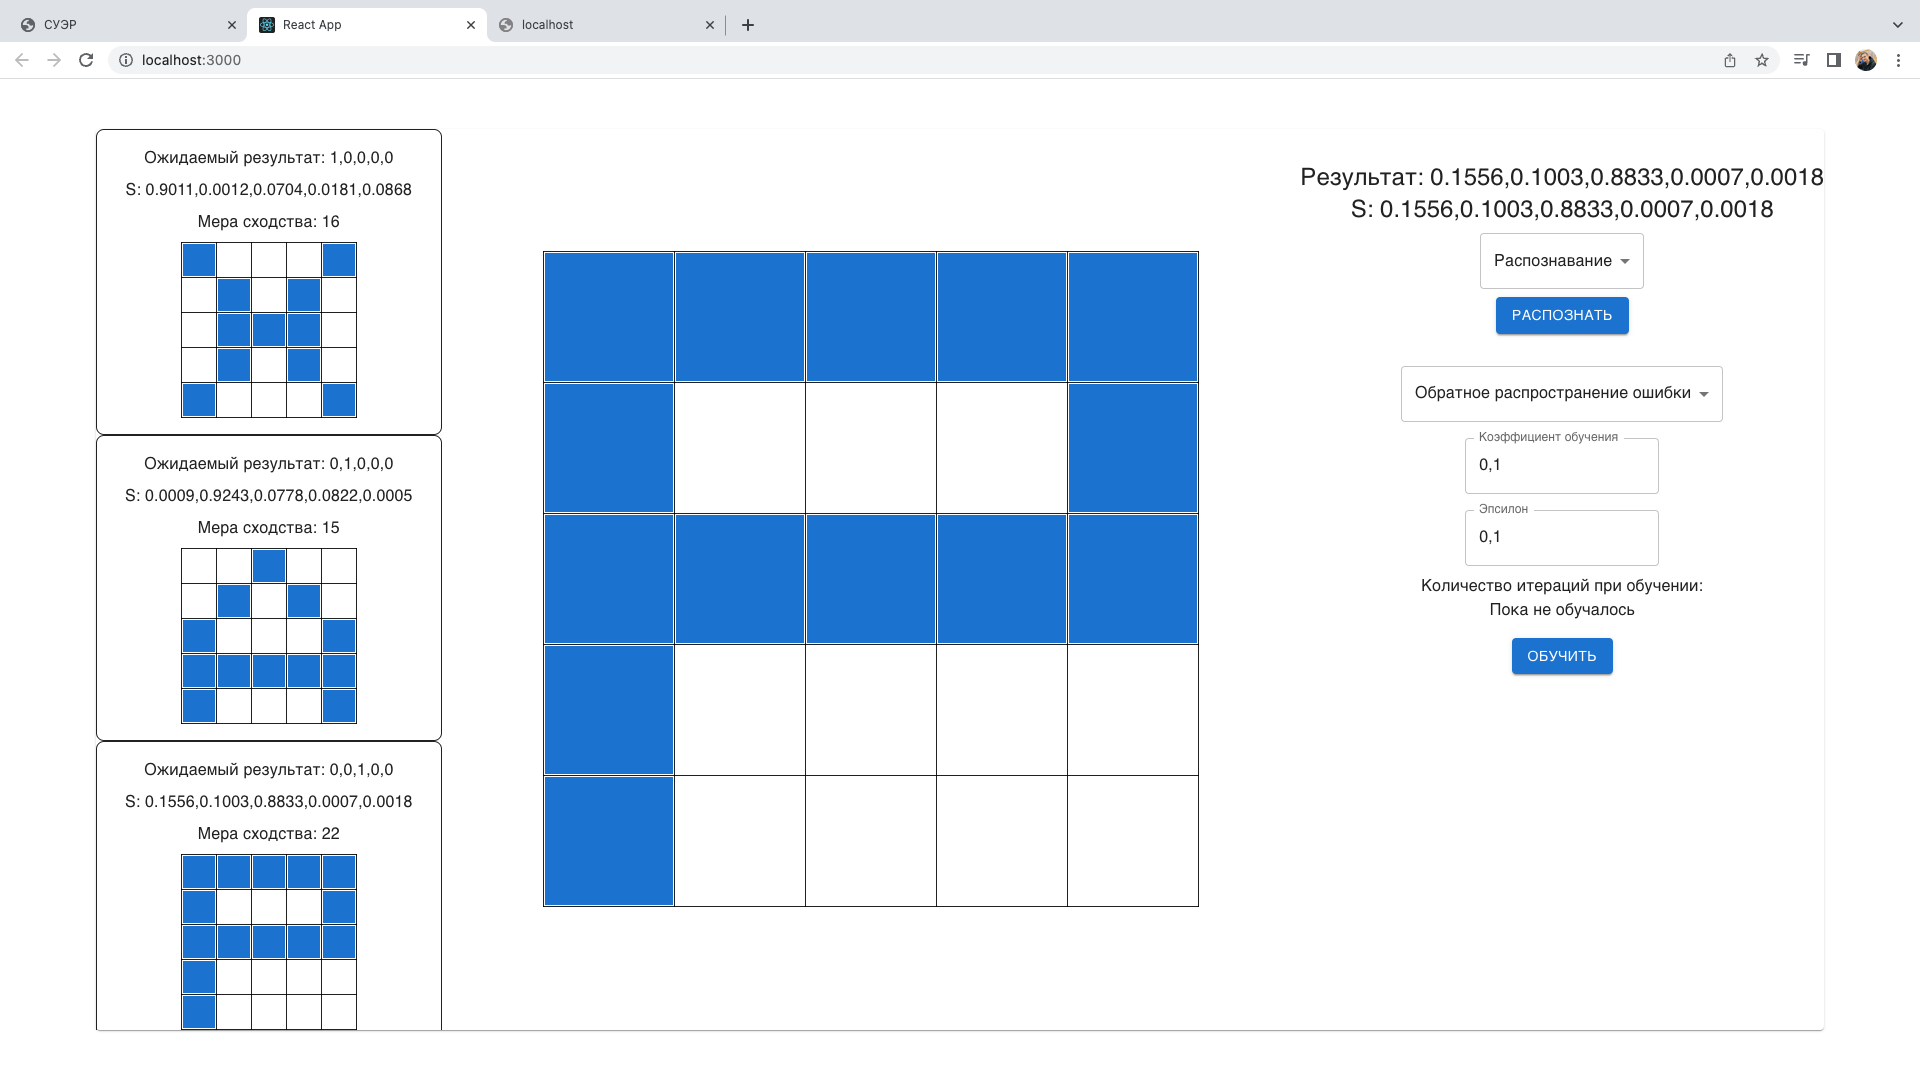 СУЭР
React App
localhost
localhost:3000
Ожидаемый результат: 1,0,0,0,0
S: 0.9011,0.0012,0.0704,0.0181,0.0868
Мера сходства: 16
Ожидаемый результат: 0,1,0,0,0
S: 0.0009,0.9243,0.0778,0.0822,0.0005
Мера сходства: 15
Ожидаемый результат: 0,0,1,0,0
S: 0.1556,0.1003,0.8833,0.0007,0.0018
Мера сходства: 22
Результат: 0.1556,0.1003,0.8833,0.0007,0.0018
S: 0.1556,0.1003,0.8833,0.0007,0.0018
Распознавание
РАСПОЗНАТЬ
Обратное распространение ошибки
Коэффициент обучения
0,1
Эпсилон
0,1
Количество итераций при обучении:
Пока не обучалось
ОБУЧИТЬ